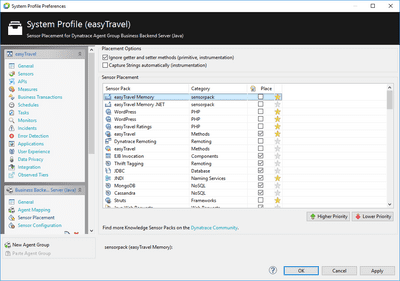 System Profile Preferences
System Profile (easyTravel)
Sensor Placement for Dynatrace Agent Group Business Backend Server (Java)
easyTravel
General
Sensors
APIs
Measures
Business Transactions
Schedules
Tasks
Monitors
Incidents
Error Detection
Applications
User Experience
Data Privacy
Integration
Observed Tiers
Business Backe... Server (Java)
General
Agent Mapping
Sensor Placement
Sensor Configuration
New Agent Group
Paste Agent Group
Placement Options
Ignore getter and setter methods (primitive, instrumentation)
Capture Strings automatically (instrumentation)
Sensor Placement
Sensor Pack Category Place
easyTravel Memory sensorpack
easyTravel Memory .NET sensorpack
WordPress PHP
WordPress PHP
easyTravel Ratings PHP
easyTravel Methods
Dynatrace Remoting Remoting
easyTravel Methods
EJB Invocation Components
Thrift Tagging Remoting
JDBC Database
JNDI Naming Services
MongoDB NoSQL
Cassandra NoSQL
Struts Frameworks
Java Web Requests Web Requests
Higher Priority Lower Priority
Find more Knowledge Sensor Packs on the Dynatrace Community.
sensorpack (easyTravel Memory):
OK Cancel Apply